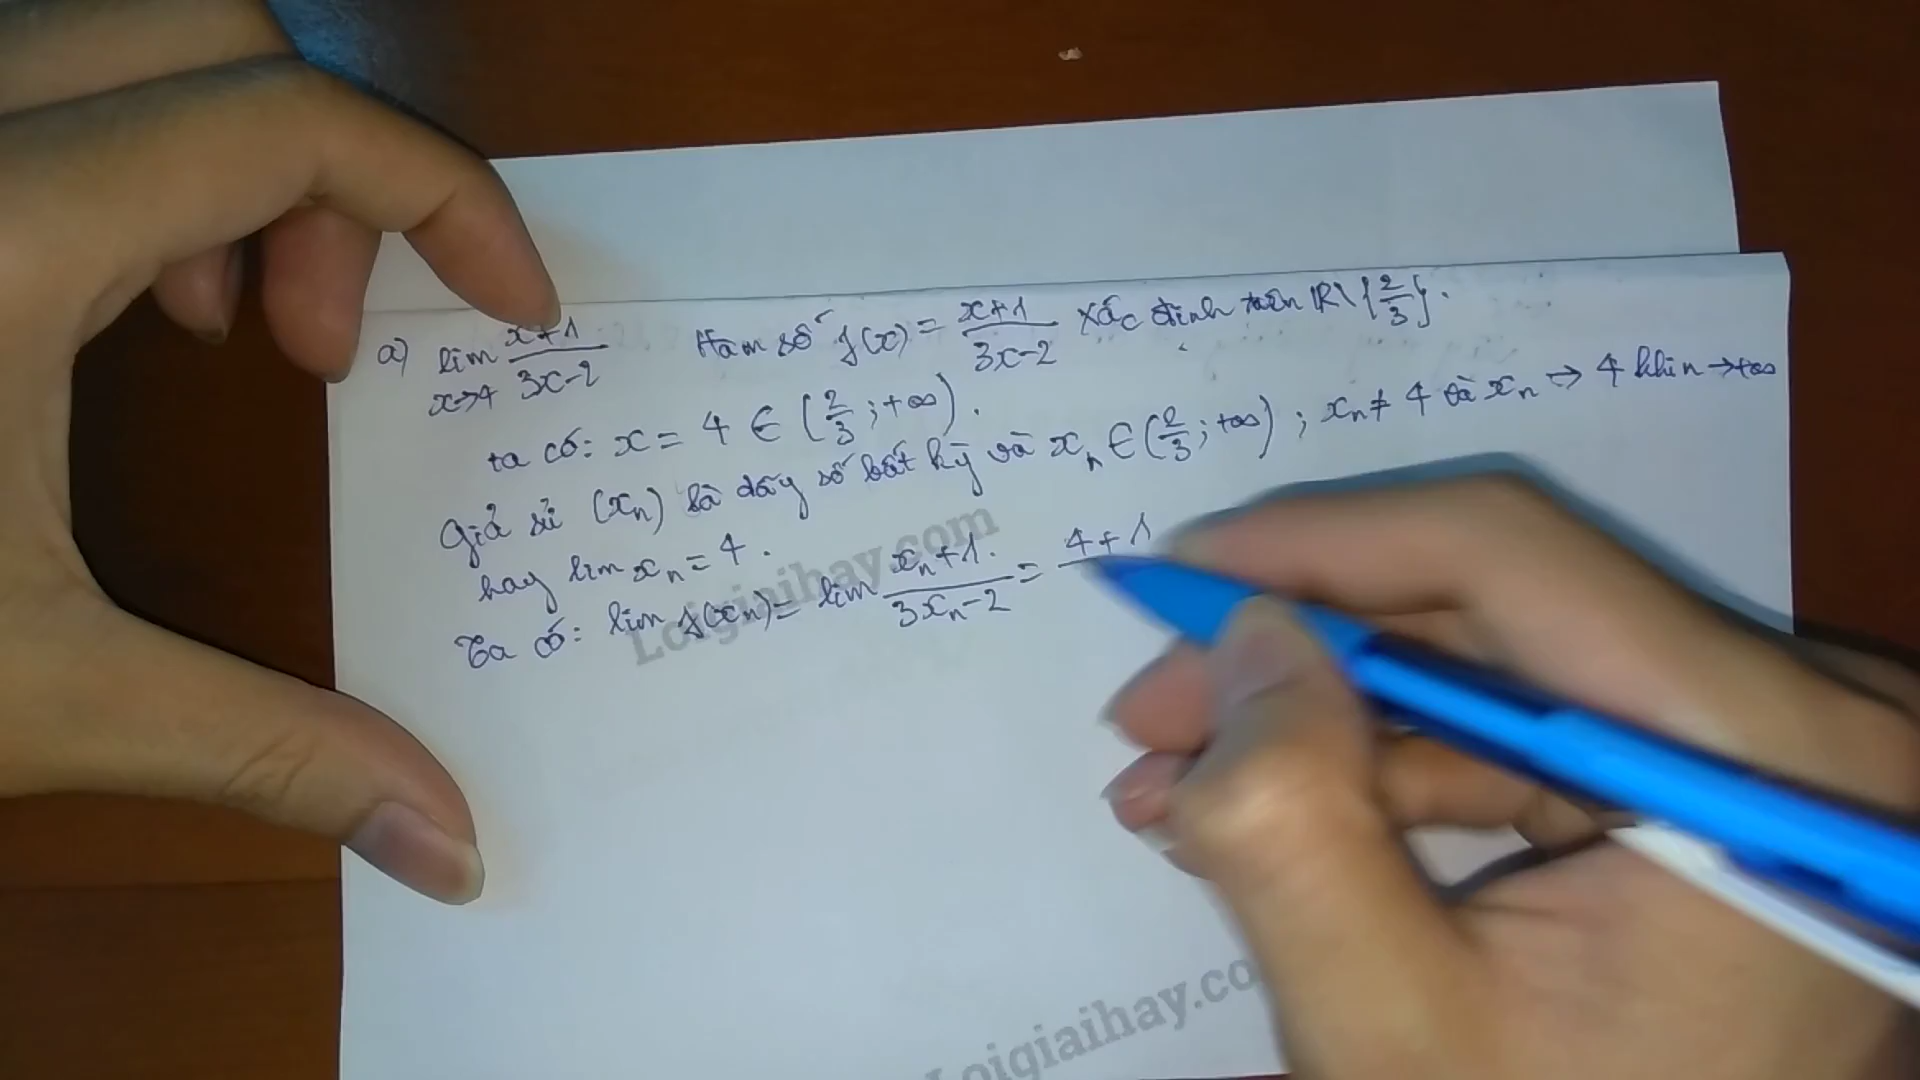 a) lim x→4 x+1/3x-2 Hàm số f(x) = x+1/3x-2 xác định trên ℝ\{2/3}.
ta có: x = 4 ∈ (2/3; +∞).
Giả sử (xn) là dãy số bất kỳ và xn ∈ (2/3; +∞); xn ≠ 4 và xn → 4 khi n → +∞
hay lim xn = 4.
Ta có: lim f(xn) = lim xn+1/3xn-2 = 4+1
Loigiaihay.com
Loigiaihay.co